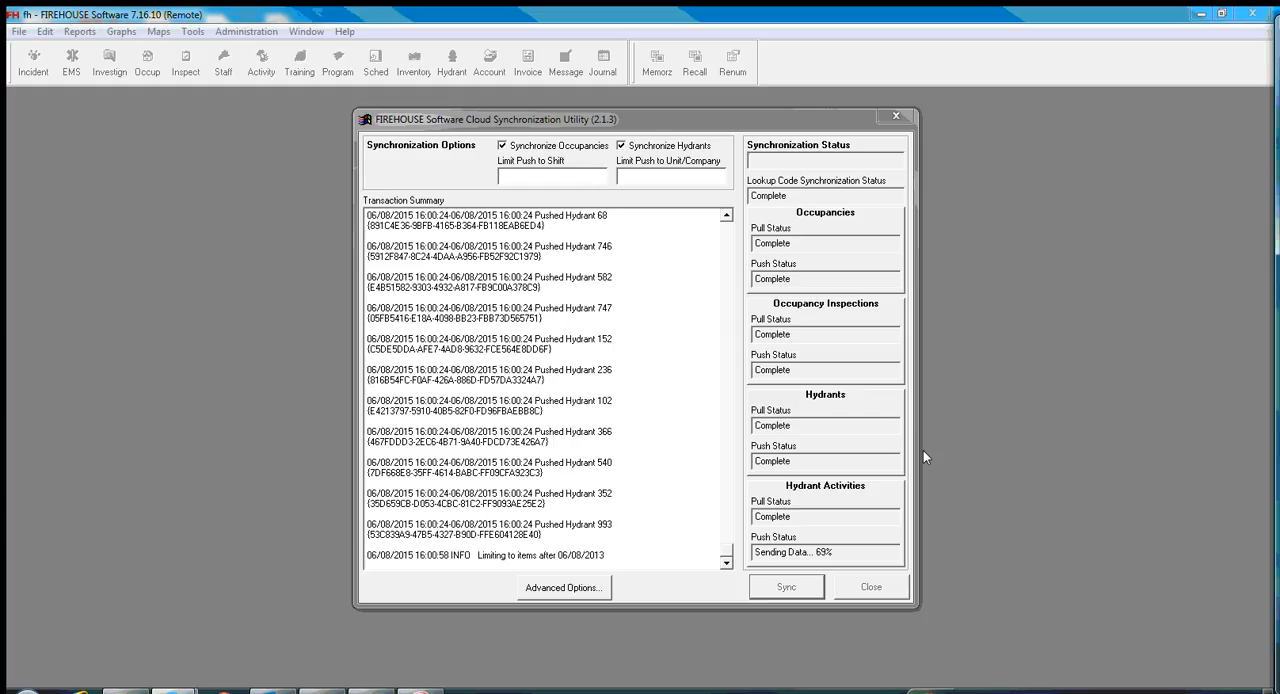 FH fh - FIREHOUSE Software 7.16.10 (Remote)
File Edit Reports Graphs Maps Tools Administration Window Help
Incident EMS Investign Occup Inspect Staff Activity Training Program Sched Inventory Hydrant Account Invoice Message Journal Memorz Recall Renum
FIREHOUSE Software Cloud Synchronization Utility (2.1.3)
Synchronization Options
Synchronize Occupancies Synchronize Hydrants
Limit Push to Shift Limit Push to Unit/Company
Transaction Summary
06/08/2015 16:00:24-06/08/2015 16:00:24 Pushed Hydrant 68
{891C4E36-9BFB-4165-B364-FB118EAB6ED4}
06/08/2015 16:00:24-06/08/2015 16:00:24 Pushed Hydrant 746
{5912F847-8C24-4DAA-A956-FB52F92C1979}
06/08/2015 16:00:24-06/08/2015 16:00:24 Pushed Hydrant 582
{E4B51582-9303-4932-A817-FB9C00A378C9}
06/08/2015 16:00:24-06/08/2015 16:00:24 Pushed Hydrant 747
{05FB5416-E18A-4098-BB23-FBB73D565751}
06/08/2015 16:00:24-06/08/2015 16:00:24 Pushed Hydrant 152
{C5DE5DDA-AFE7-4AD8-9632-FCE564E8DD6F}
06/08/2015 16:00:24-06/08/2015 16:00:24 Pushed Hydrant 236
{816B54FC-F0AF-426A-886D-FD57DA3324A7}
06/08/2015 16:00:24-06/08/2015 16:00:24 Pushed Hydrant 102
{E4213797-5910-40B5-82F0-FD96FBAEBB8C}
06/08/2015 16:00:24-06/08/2015 16:00:24 Pushed Hydrant 366
{467FDDD3-2EC6-4B71-9A40-FDCD73E426A7}
06/08/2015 16:00:24-06/08/2015 16:00:24 Pushed Hydrant 540
{7DF668E8-35FF-4614-BABC-FF09CFA923C3}
06/08/2015 16:00:24-06/08/2015 16:00:24 Pushed Hydrant 352
{35D659CB-D053-4CBC-81C2-FF9093AE25E2}
06/08/2015 16:00:24-06/08/2015 16:00:24 Pushed Hydrant 993
{53C839A9-47B5-4327-B90D-FFE604128E40}
06/08/2015 16:00:58 INFO Limiting to items after 06/08/2013
Advanced Options...
Synchronization Status
Lookup Code Synchronization Status
Complete
Occupancies
Pull Status
Complete
Push Status
Complete
Occupancy Inspections
Pull Status
Complete
Push Status
Complete
Hydrants
Pull Status
Complete
Push Status
Complete
Hydrant Activities
Pull Status
Complete
Push Status
Sending Data... 69%
Sync Close